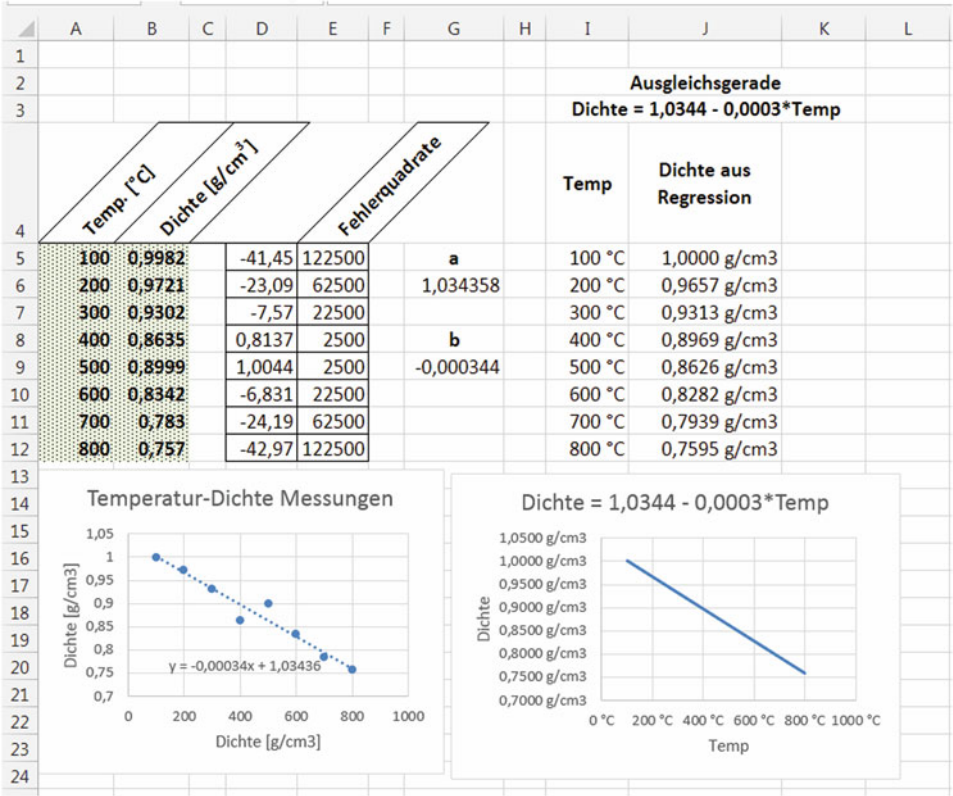 A B C D E F G H I J K L
1
2 Ausgleichsgerade
3 Dichte = 1,0344 - 0,0003*Temp
4 Temp. [°C] Dichte [g/cm³] Fehlerquadrate Temp Dichte aus Regression
5 100 0,9982 -41,45 122500 a 100 °C 1,0000 g/cm3
6 200 0,9721 -23,09 62500 1,034358 200 °C 0,9657 g/cm3
7 300 0,9302 -7,57 22500 300 °C 0,9313 g/cm3
8 400 0,8635 0,8137 2500 b 400 °C 0,8969 g/cm3
9 500 0,8999 1,0044 2500 -0,000344 500 °C 0,8626 g/cm3
10 600 0,8342 -6,831 22500 600 °C 0,8282 g/cm3
11 700 0,783 -24,19 62500 700 °C 0,7939 g/cm3
12 800 0,757 -42,97 122500 800 °C 0,7595 g/cm3
13
14
15
16
17
18
19
20
21
22
23
24
Temperatur-Dichte Messungen
Dichte [g/cm3]
1,05
1
0,95
0,9
0,85
0,8
0,75
0,7
y = -0,00034x + 1,03436
0 200 400 600 800 1000
Dichte [g/cm3]
Dichte = 1,0344 - 0,0003*Temp
Dichte
1,0500 g/cm3
1,0000 g/cm3
0,9500 g/cm3
0,9000 g/cm3
0,8500 g/cm3
0,8000 g/cm3
0,7500 g/cm3
0,7000 g/cm3
0 °C 200 °C 400 °C 600 °C 800 °C 1000 °C
Temp